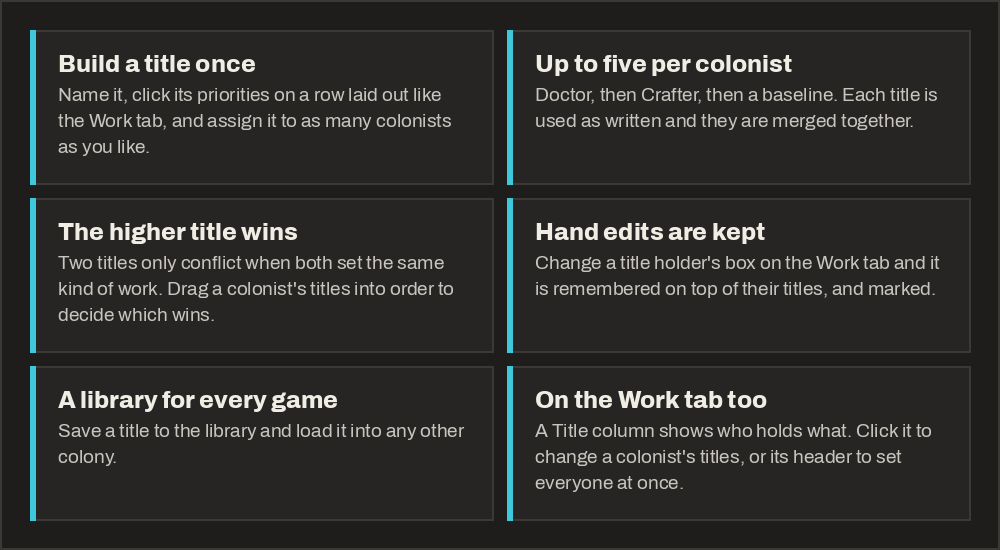 Build a title once
Name it, click its priorities on a row laid out like
the Work tab, and assign it to as many colonists
as you like.
Up to five per colonist
Doctor, then Crafter, then a baseline. Each title is
used as written and they are merged together.
The higher title wins
Two titles only conflict when both set the same
kind of work. Drag a colonist's titles into order to
decide which wins.
Hand edits are kept
Change a title holder's box on the Work tab and it
is remembered on top of their titles, and marked.
A library for every game
Save a title to the library and load it into any other
colony.
On the Work tab too
A Title column shows who holds what. Click it to
change a colonist's titles, or its header to set
everyone at once.